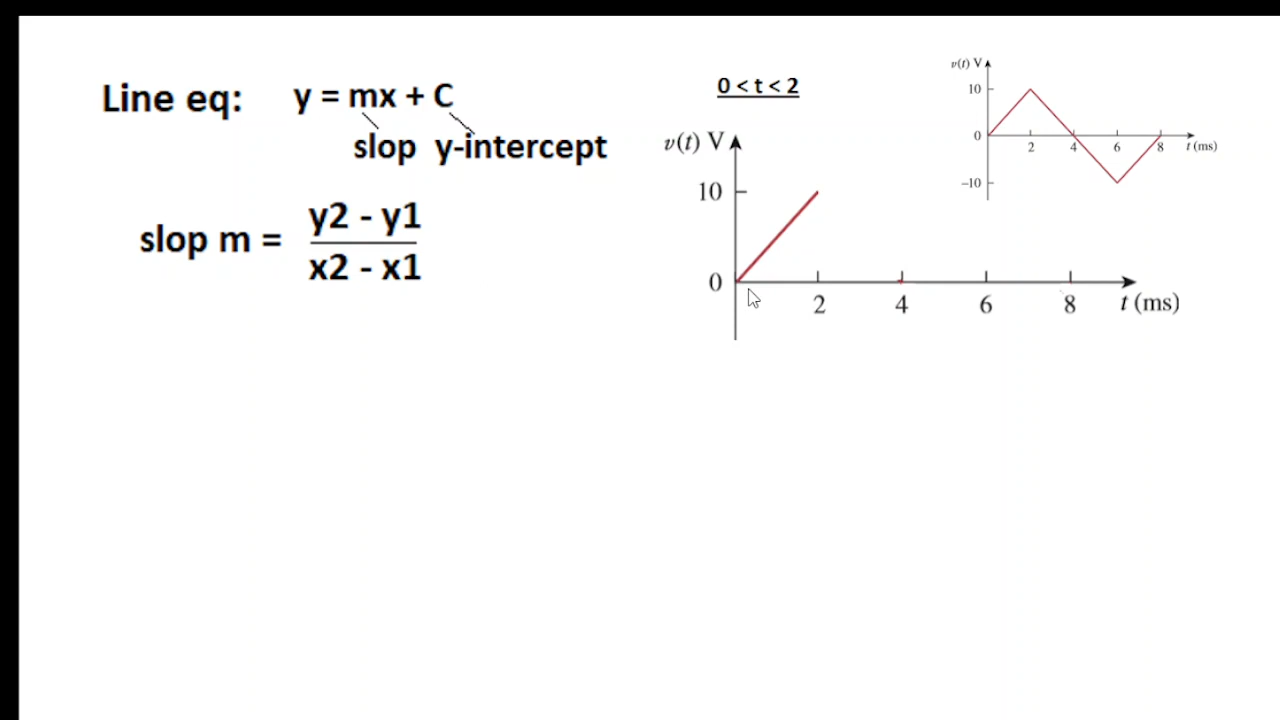 Line eq: y = mx + C
slop y-intercept
slop m = y2 - y1
x2 - x1
0 < t < 2
v(t) V
10
0
2 4 6 8 t (ms)
v(t) V
10
0
2 4 6 8 t (ms)
−10